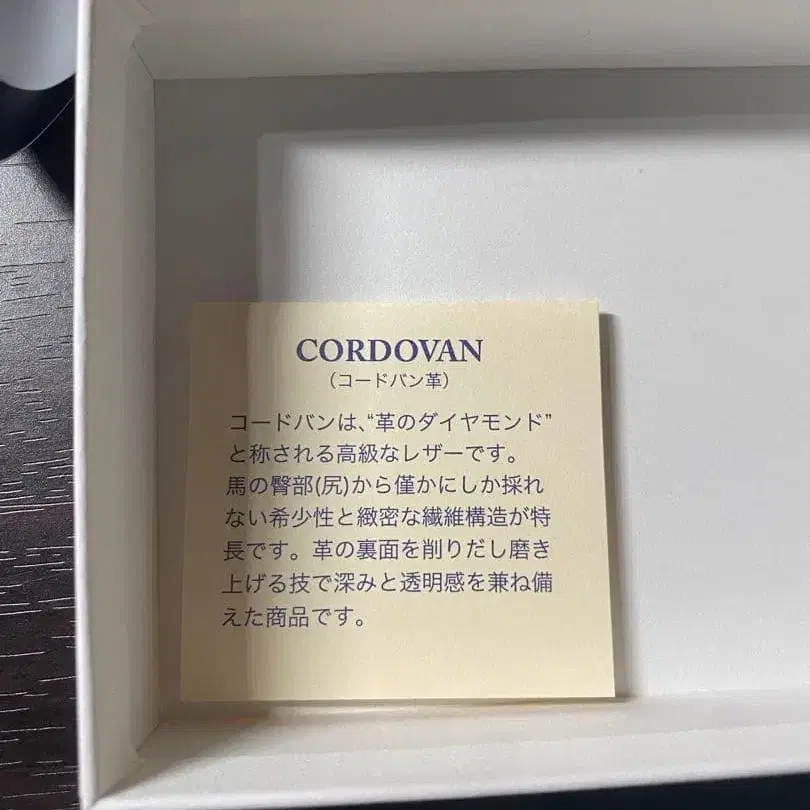 CORDOVAN
（コードバン革）
コードバンは、“革のダイヤモンド”
と称される高級なレザーです。
馬の臀部(尻)から僅かにしか採れ
ない希少性と緻密な繊維構造が特
長です。革の裏面を削りだし磨き
上げる技で深みと透明感を兼ね備
えた商品です。